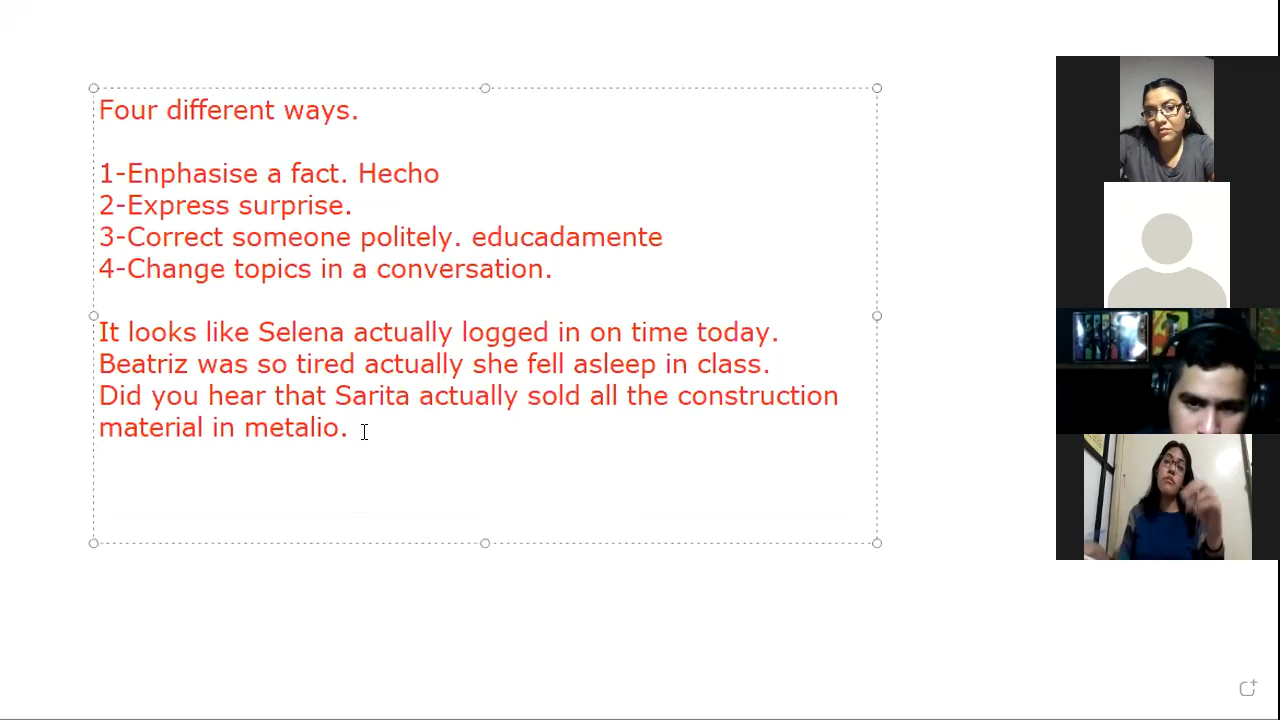 Four different ways.
1-Enphasise a fact. Hecho
2-Express surprise.
3-Correct someone politely. educadamente
4-Change topics in a conversation.
It looks like Selena actually logged in on time today.
Beatriz was so tired actually she fell asleep in class.
Did you hear that Sarita actually sold all the construction
material in metalio.